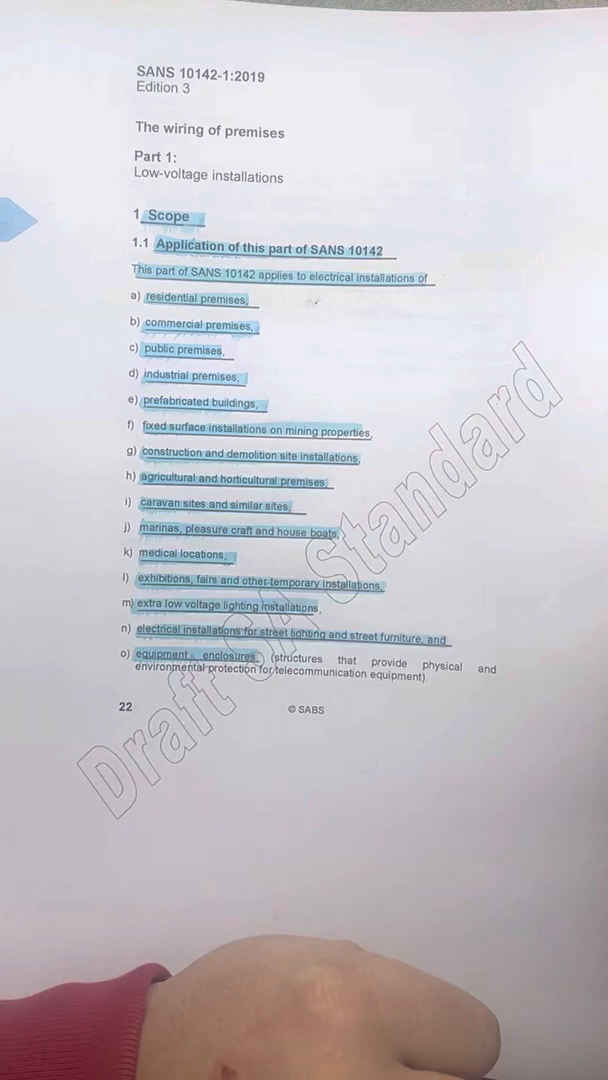 SANS 10142-1:2019
Edition 3
The wiring of premises
Part 1:
Low-voltage installations
1 Scope
1.1 Application of this part of SANS 10142
This part of SANS 10142 applies to electrical installations of
a) residential premises,
b) commercial premises,
c) public premises,
d) industrial premises,
e) prefabricated buildings,
f) fixed surface installations on mining properties,
g) construction and demolition site installations,
h) agricultural and horticultural premises,
i) caravan sites and similar sites,
j) marinas, pleasure craft and house boats,
k) medical locations,
l) exhibitions, fairs and other temporary installations,
m) extra low voltage lighting installations,
n) electrical installations for street lighting and street furniture, and
o) equipment enclosures (structures that provide physical and
environmental protection for telecommunication equipment)
22 © SABS
Draft SA Standard